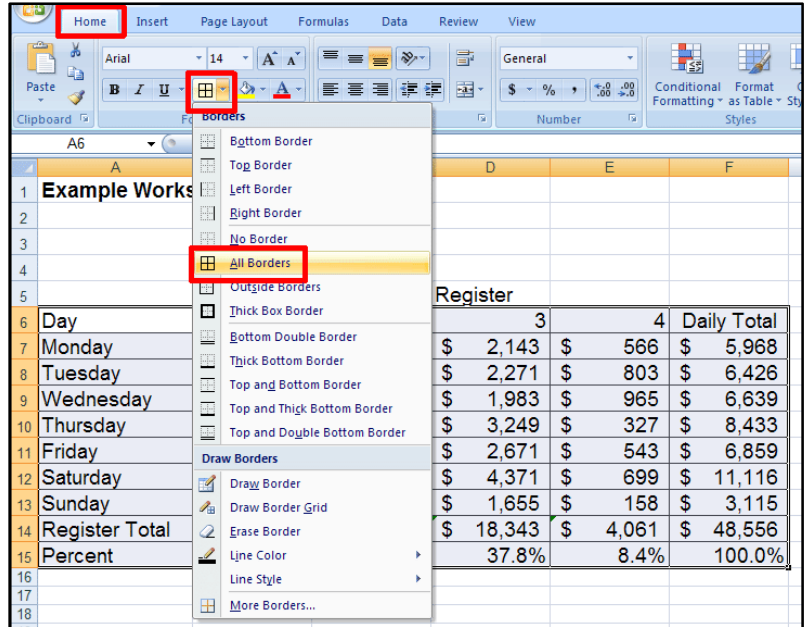 Home Insert Page Layout Formulas Data Review View
Arial 14 A A General
Paste B I U A $ % , .0 .00 .00 .0 Conditional Formatting Format as Table
Clipboard Number Styles
A6
Borders
Bottom Border
Top Border
Left Border
Right Border
No Border
All Borders
Outside Borders
Thick Box Border
Bottom Double Border
Thick Bottom Border
Top and Bottom Border
Top and Thick Bottom Border
Top and Double Bottom Border
Draw Borders
Draw Border
Draw Border Grid
Erase Border
Line Color
Line Style
More Borders...
A D E F
1 Example Works
2
3
4
5 Register
6 Day 3 4 Daily Total
7 Monday $ 2,143 $ 566 $ 5,968
8 Tuesday $ 2,271 $ 803 $ 6,426
9 Wednesday $ 1,983 $ 965 $ 6,639
10 Thursday $ 3,249 $ 327 $ 8,433
11 Friday $ 2,671 $ 543 $ 6,859
12 Saturday $ 4,371 $ 699 $ 11,116
13 Sunday $ 1,655 $ 158 $ 3,115
14 Register Total $ 18,343 $ 4,061 $ 48,556
15 Percent 37.8% 8.4% 100.0%
16
17
18